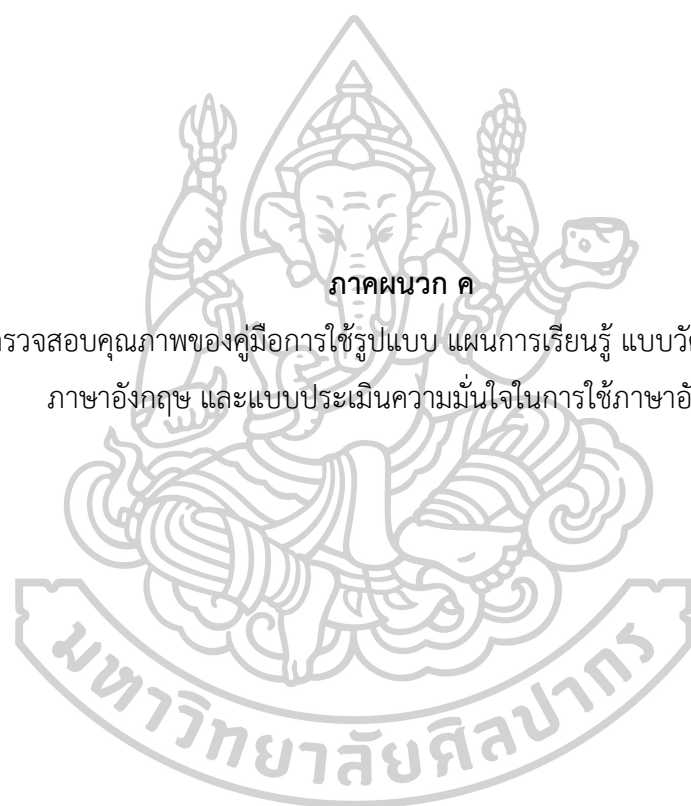 ภาคผนวก ค
รวจสอบคุณภาพของคู่มือการใช้รูปแบบ แผนการเรียนรู้ แบบวัด
ภาษาอังกฤษ และแบบประเมินความมั่นใจในการใช้ภาษาอั
มหาวิทยาลัยศิลปากร